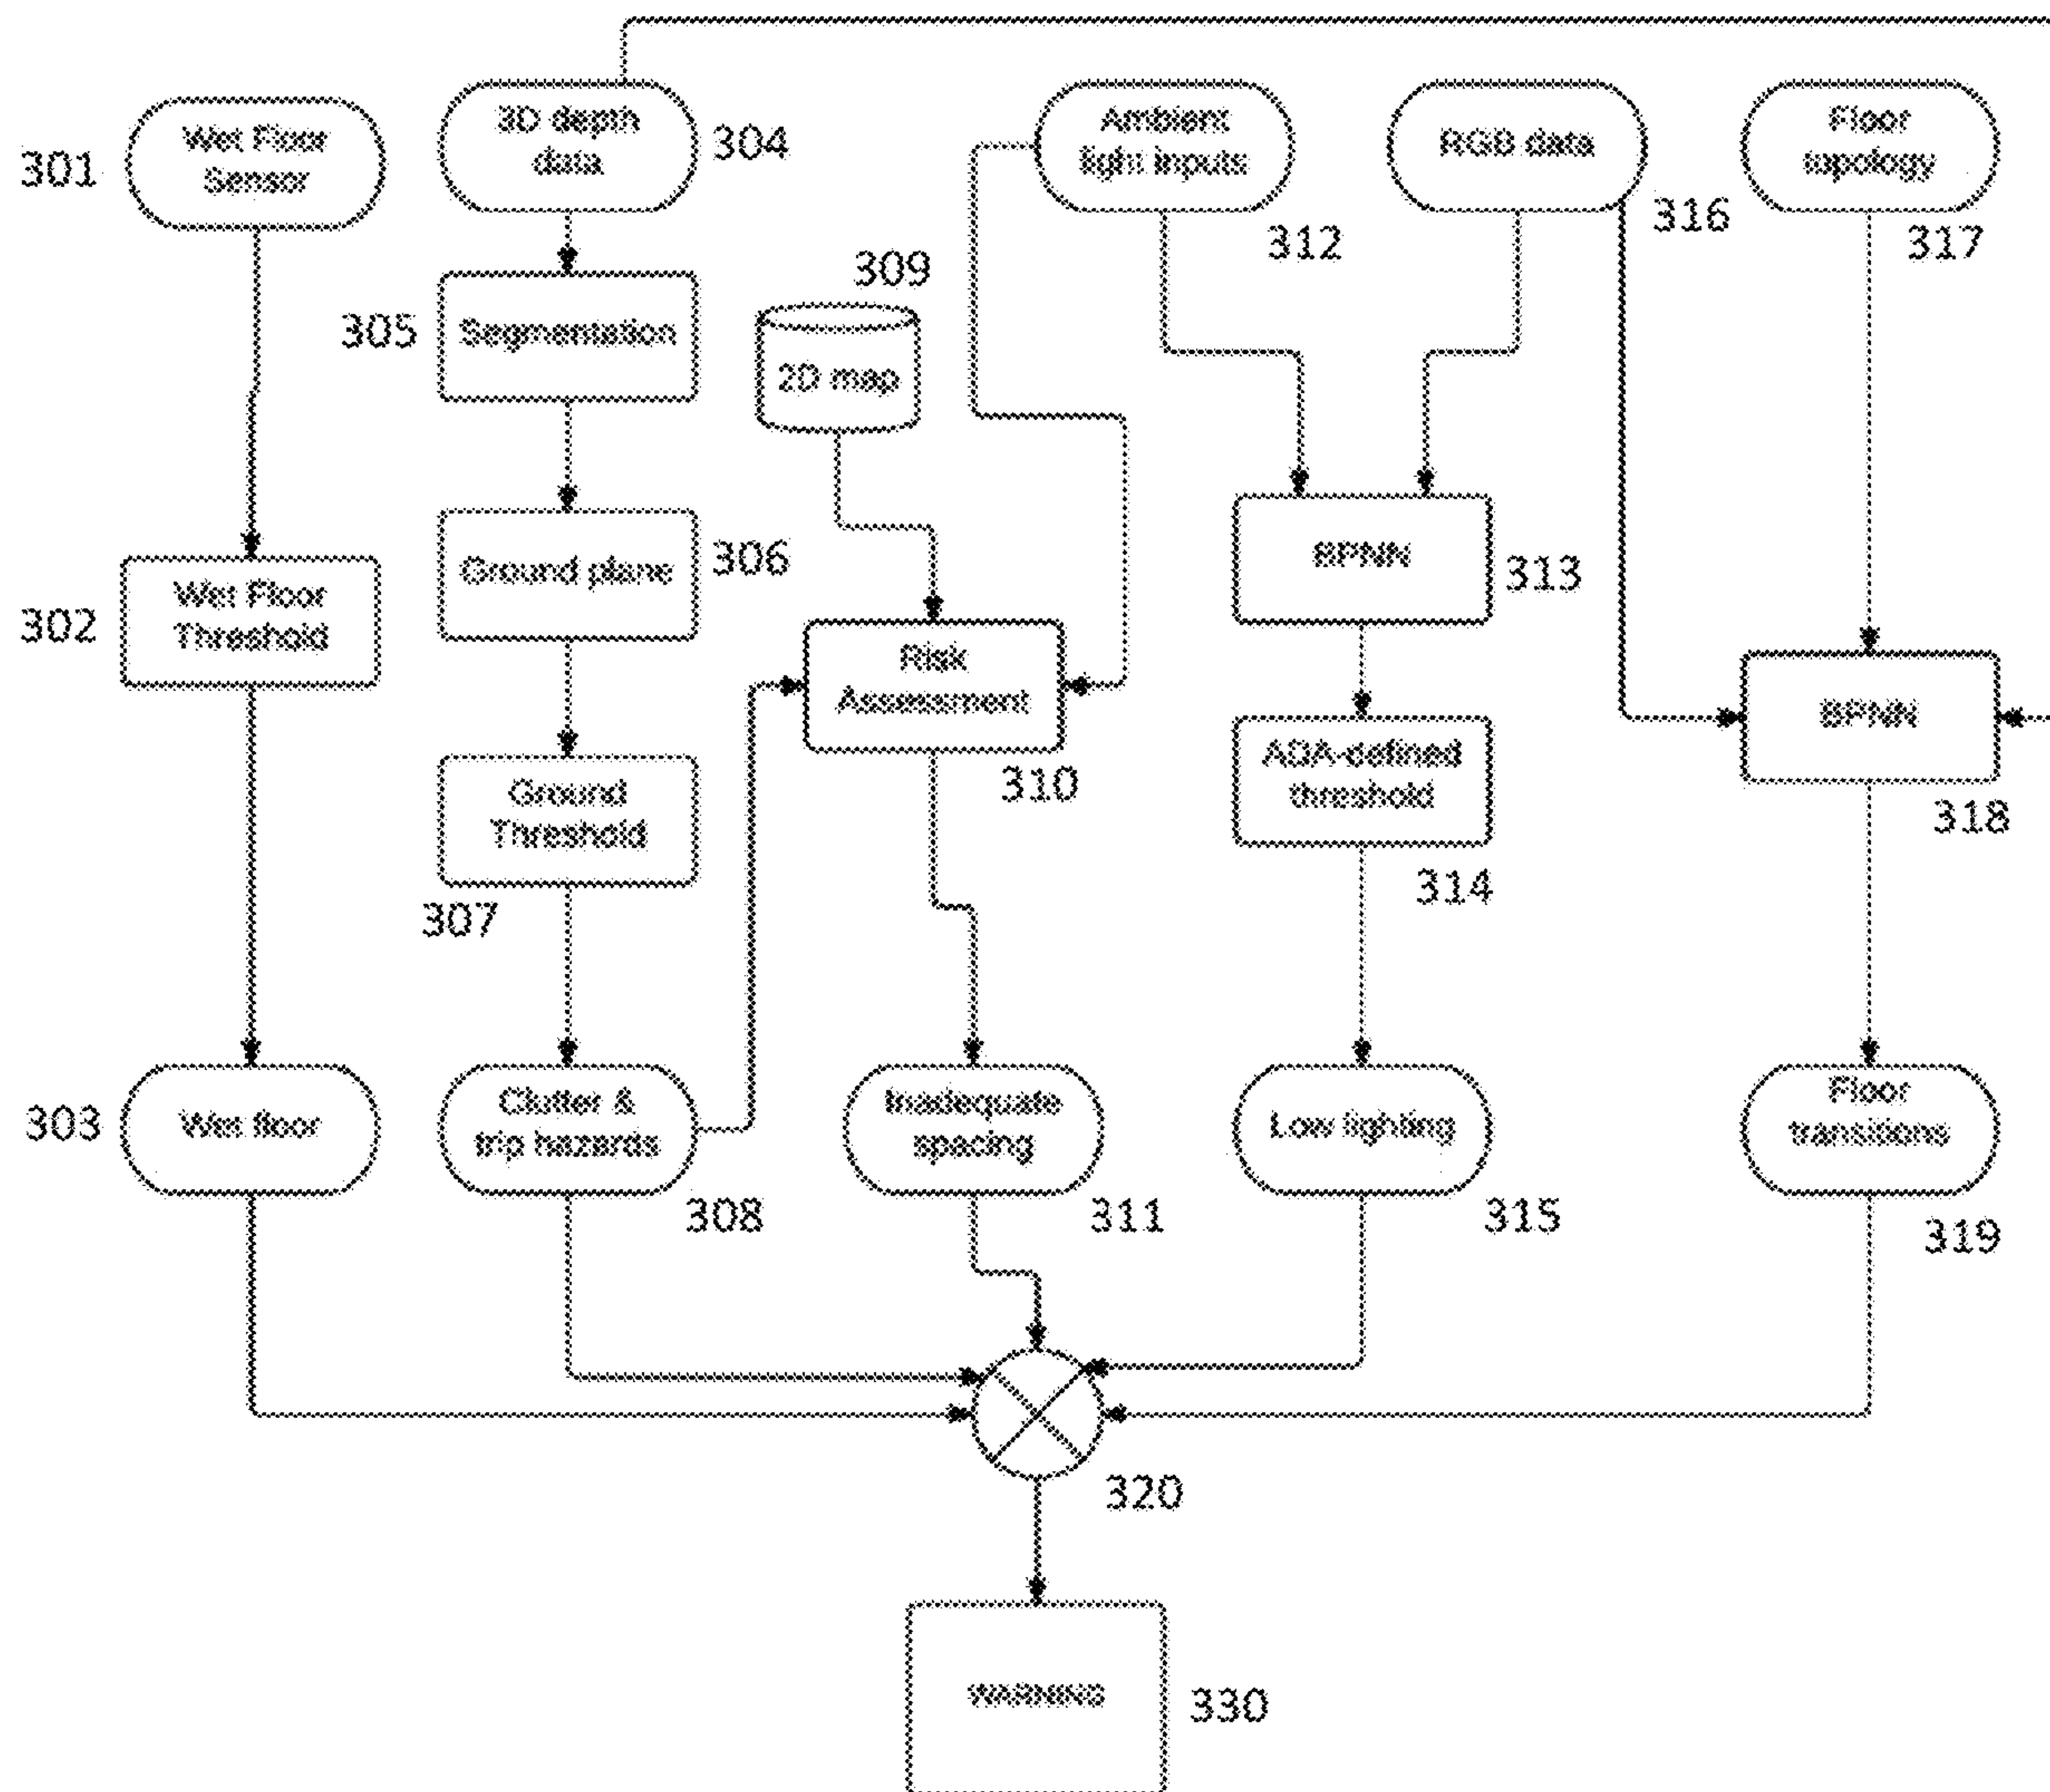 301
Wet Floor
Sensor
3D depth
data
304
Ambient
light inputs
312
RGB data
316
Floor
topology
317
305
Segmentation
309
2D map
302
Wet Floor
Threshold
Ground plane
306
BPNN
313
Risk
Assessment
310
Ground
Threshold
307
ADA-defined
threshold
314
BPNN
318
303
Wet floor
Clutter &
trip hazards
308
Inadequate
spacing
311
Low lighting
315
Floor
transitions
319
320
WARNING
330